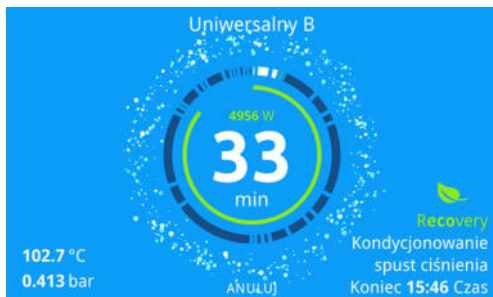 Uniwersalny B
4956 W
33
min
Recovery
Kondycjonowanie
spust ciśnienia
Koniec 15:46 Czas
102.7 °C
0.413 bar
ANULUJ